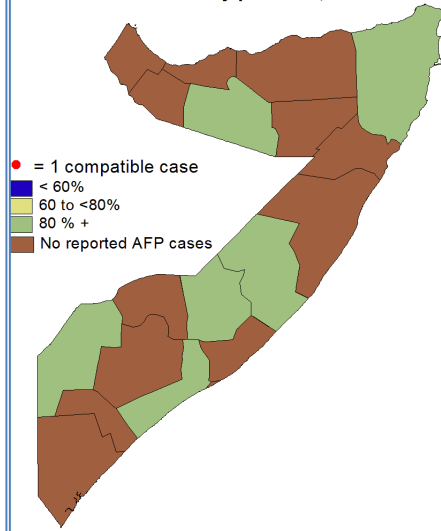 = 1 compatible case
< 60%
60 to <80%
80 % +
No reported AFP cases